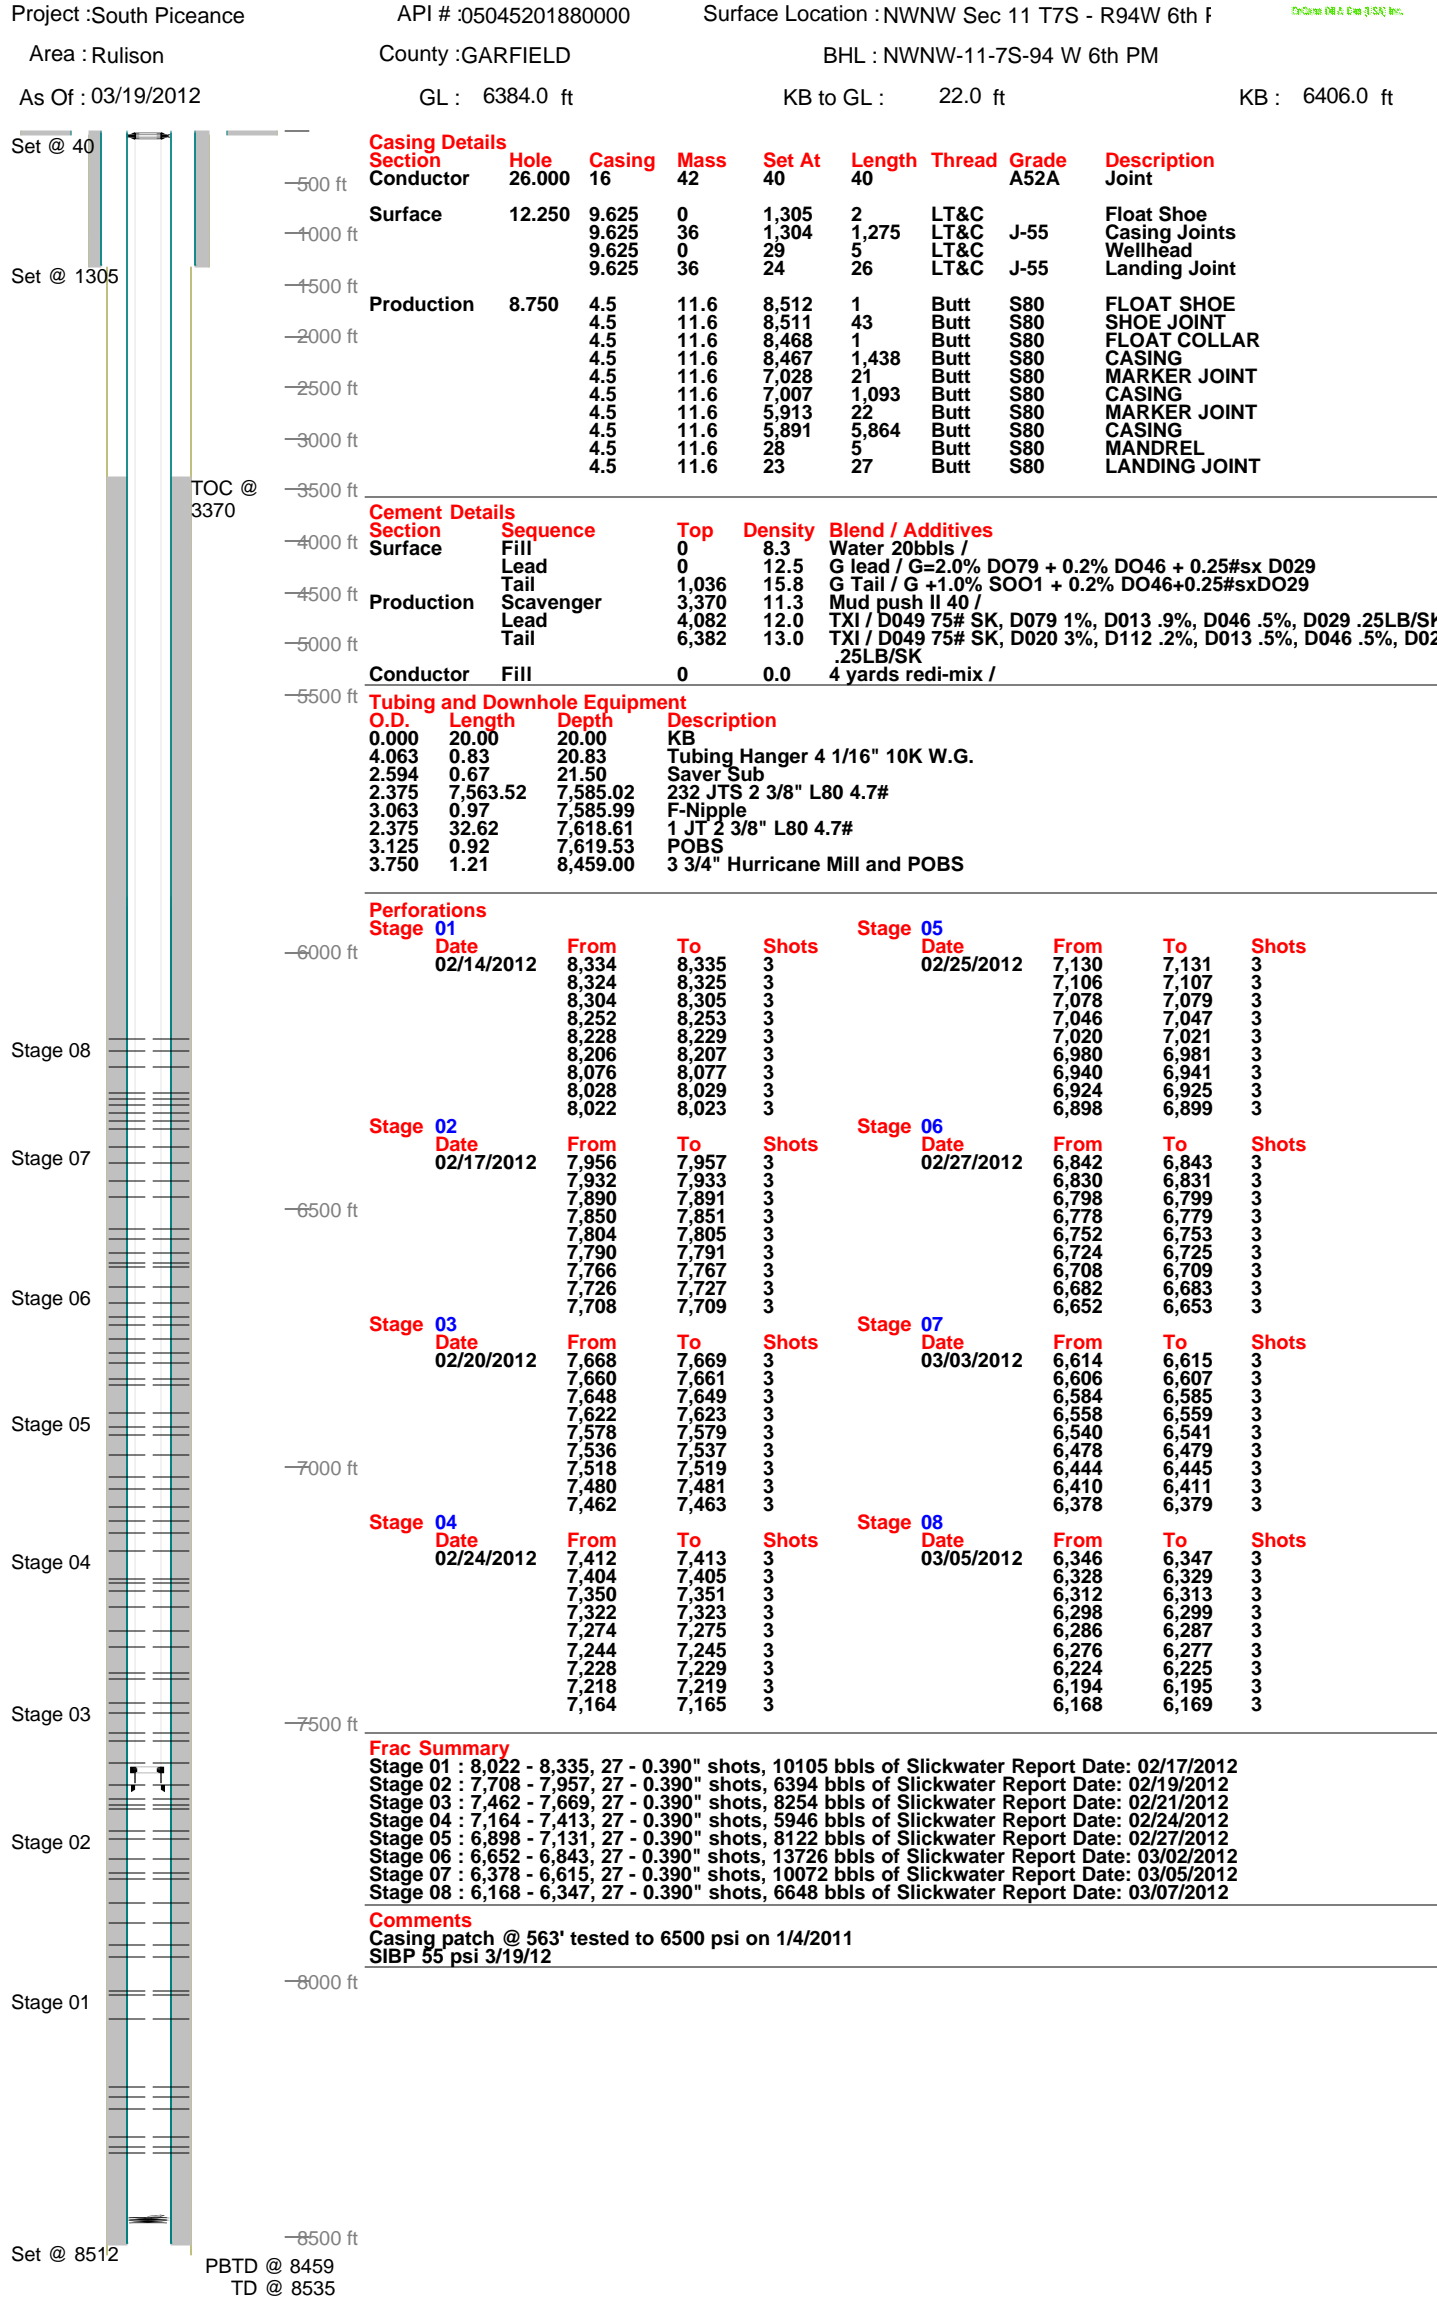 Project :South Piceance API # :05045201880000 Surface Location : NWNW Sec 11 T7S - R94W 6th
Area : Rulison County :GARFIELD BHL : NWNW-11-7S-94 W 6th PM
As Of : 03/19/2012 GL : 6384.0 ft KB to GL : 22.0 ft KB : 6406.0 ft
Set @ 40
Set @ 1305
TOC @
3370
Stage 08
Stage 07
Stage 06
Stage 05
Stage 04
Stage 03
Stage 02
Stage 01
Set @ 8512
PBTD @ 8459
TD @ 8535
500 ft
1000 ft
1500 ft
2000 ft
2500 ft
3000 ft
3500 ft
4000 ft
4500 ft
5000 ft
5500 ft
6000 ft
6500 ft
7000 ft
7500 ft
8000 ft
8500 ft
Casing Details
Section Hole Casing Mass Set At Length Thread Grade Description
Conductor 26.000 16 42 40 40 A52A Joint
Surface 12.250 9.625 0 1,305 2 LT&C Float Shoe
9.625 36 1,304 1,275 LT&C J-55 Casing Joints
9.625 0 29 5 LT&C Wellhead
9.625 36 24 26 LT&C J-55 Landing Joint
Production 8.750 4.5 11.6 8,512 1 Butt S80 FLOAT SHOE
4.5 11.6 8,511 43 Butt S80 SHOE JOINT
4.5 11.6 8,468 1 Butt S80 FLOAT COLLAR
4.5 11.6 8,467 1,438 Butt S80 CASING
4.5 11.6 7,028 21 Butt S80 MARKER JOINT
4.5 11.6 7,007 1,093 Butt S80 CASING
4.5 11.6 5,913 22 Butt S80 MARKER JOINT
4.5 11.6 5,891 5,864 Butt S80 CASING
4.5 11.6 28 5 Butt S80 MANDREL
4.5 11.6 23 27 Butt S80 LANDING JOINT
Cement Details
Section Sequence Top Density Blend / Additives
Surface Fill 0 8.3 Water 20bbls /
Lead 0 12.5 G lead / G=2.0% DO79 + 0.2% DO46 + 0.25#sx D029
Tail 1,036 15.8 G Tail / G +1.0% SOO1 + 0.2% DO46+0.25#sxDO29
Production Scavenger 3,370 11.3 Mud push II 40 /
Lead 4,082 12.0 TXI / D049 75# SK, D079 1%, D013 .9%, D046 .5%, D029 .25LB/SK
Tail 6,382 13.0 TXI / D049 75# SK, D020 3%, D112 .2%, D013 .5%, D046 .5%, D02
.25LB/SK
Conductor Fill 0 0.0 4 yards redi-mix /
Tubing and Downhole Equipment
O.D. Length Depth Description
0.000 20.00 20.00 KB
4.063 0.83 20.83 Tubing Hanger 4 1/16" 10K W.G.
2.594 0.67 21.50 Saver Sub
2.375 7,563.52 7,585.02 232 JTS 2 3/8" L80 4.7#
3.063 0.97 7,585.99 F-Nipple
2.375 32.62 7,618.61 1 JT 2 3/8" L80 4.7#
3.125 0.92 7,619.53 POBS
3.750 1.21 8,459.00 3 3/4" Hurricane Mill and POBS
Perforations
Stage 01 Stage 05
Date From To Shots Date From To Shots
02/14/2012 8,334 8,335 3 02/25/2012 7,130 7,131 3
8,324 8,325 3 7,106 7,107 3
8,304 8,305 3 7,078 7,079 3
8,252 8,253 3 7,046 7,047 3
8,228 8,229 3 7,020 7,021 3
8,206 8,207 3 6,980 6,981 3
8,076 8,077 3 6,940 6,941 3
8,028 8,029 3 6,924 6,925 3
8,022 8,023 3 6,898 6,899 3
Stage 02 Stage 06
Date From To Shots Date From To Shots
02/17/2012 7,956 7,957 3 02/27/2012 6,842 6,843 3
7,932 7,933 3 6,830 6,831 3
7,890 7,891 3 6,798 6,799 3
7,850 7,851 3 6,778 6,779 3
7,804 7,805 3 6,752 6,753 3
7,790 7,791 3 6,724 6,725 3
7,766 7,767 3 6,708 6,709 3
7,726 7,727 3 6,682 6,683 3
7,708 7,709 3 6,652 6,653 3
Stage 03 Stage 07
Date From To Shots Date From To Shots
02/20/2012 7,668 7,669 3 03/03/2012 6,614 6,615 3
7,660 7,661 3 6,606 6,607 3
7,648 7,649 3 6,584 6,585 3
7,622 7,623 3 6,558 6,559 3
7,578 7,579 3 6,540 6,541 3
7,536 7,537 3 6,478 6,479 3
7,518 7,519 3 6,444 6,445 3
7,480 7,481 3 6,410 6,411 3
7,462 7,463 3 6,378 6,379 3
Stage 04 Stage 08
Date From To Shots Date From To Shots
02/24/2012 7,412 7,413 3 03/05/2012 6,346 6,347 3
7,404 7,405 3 6,328 6,329 3
7,350 7,351 3 6,312 6,313 3
7,322 7,323 3 6,298 6,299 3
7,274 7,275 3 6,286 6,287 3
7,244 7,245 3 6,276 6,277 3
7,228 7,229 3 6,224 6,225 3
7,218 7,219 3 6,194 6,195 3
7,164 7,165 3 6,168 6,169 3
Frac Summary
Stage 01 : 8,022 - 8,335, 27 - 0.390" shots, 10105 bbls of Slickwater Report Date: 02/17/2012
Stage 02 : 7,708 - 7,957, 27 - 0.390" shots, 6394 bbls of Slickwater Report Date: 02/19/2012
Stage 03 : 7,462 - 7,669, 27 - 0.390" shots, 8254 bbls of Slickwater Report Date: 02/21/2012
Stage 04 : 7,164 - 7,413, 27 - 0.390" shots, 5946 bbls of Slickwater Report Date: 02/24/2012
Stage 05 : 6,898 - 7,131, 27 - 0.390" shots, 8122 bbls of Slickwater Report Date: 02/27/2012
Stage 06 : 6,652 - 6,843, 27 - 0.390" shots, 13726 bbls of Slickwater Report Date: 03/02/2012
Stage 07 : 6,378 - 6,615, 27 - 0.390" shots, 10072 bbls of Slickwater Report Date: 03/05/2012
Stage 08 : 6,168 - 6,347, 27 - 0.390" shots, 6648 bbls of Slickwater Report Date: 03/07/2012
Comments
Casing patch @ 563' tested to 6500 psi on 1/4/2011
SIBP 55 psi 3/19/12